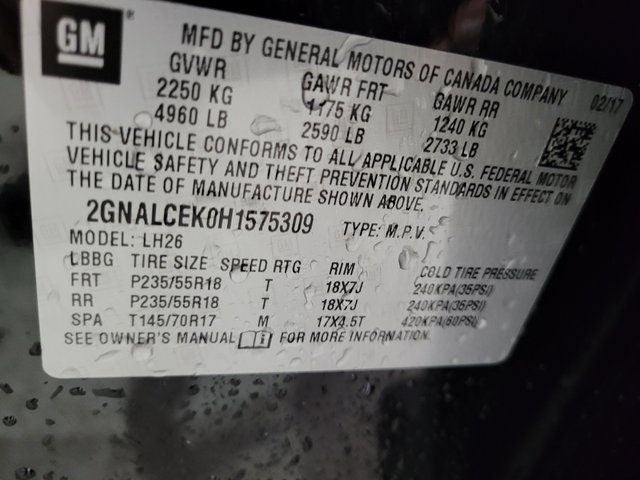 GM
MFD BY GENERAL MOTORS OF CANADA COMPANY
GVWR GAWR FRT GAWR RR 02/17
2250 KG 1175 KG 1240 KG
4960 LB 2590 LB 2733 LB
THIS VEHICLE CONFORMS TO ALL APPLICABLE U.S. FEDERAL MOTOR
VEHICLE SAFETY AND THEFT PREVENTION STANDARDS IN EFFECT ON
THE DATE OF MANUFACTURE SHOWN ABOVE.
2GNALCEK0H1575309 TYPE: M.P.V.
MODEL: LH26
LBBG TIRE SIZE SPEED RTG RIM COLD TIRE PRESSURE
FRT P235/55R18 T 18X7J 240KPA(35PSI)
RR P235/55R18 T 18X7J 240KPA(35PSI)
SPA T145/70R17 M 17X4.5T 420KPA(60PSI)
SEE OWNER'S MANUAL FOR MORE INFORMATION.